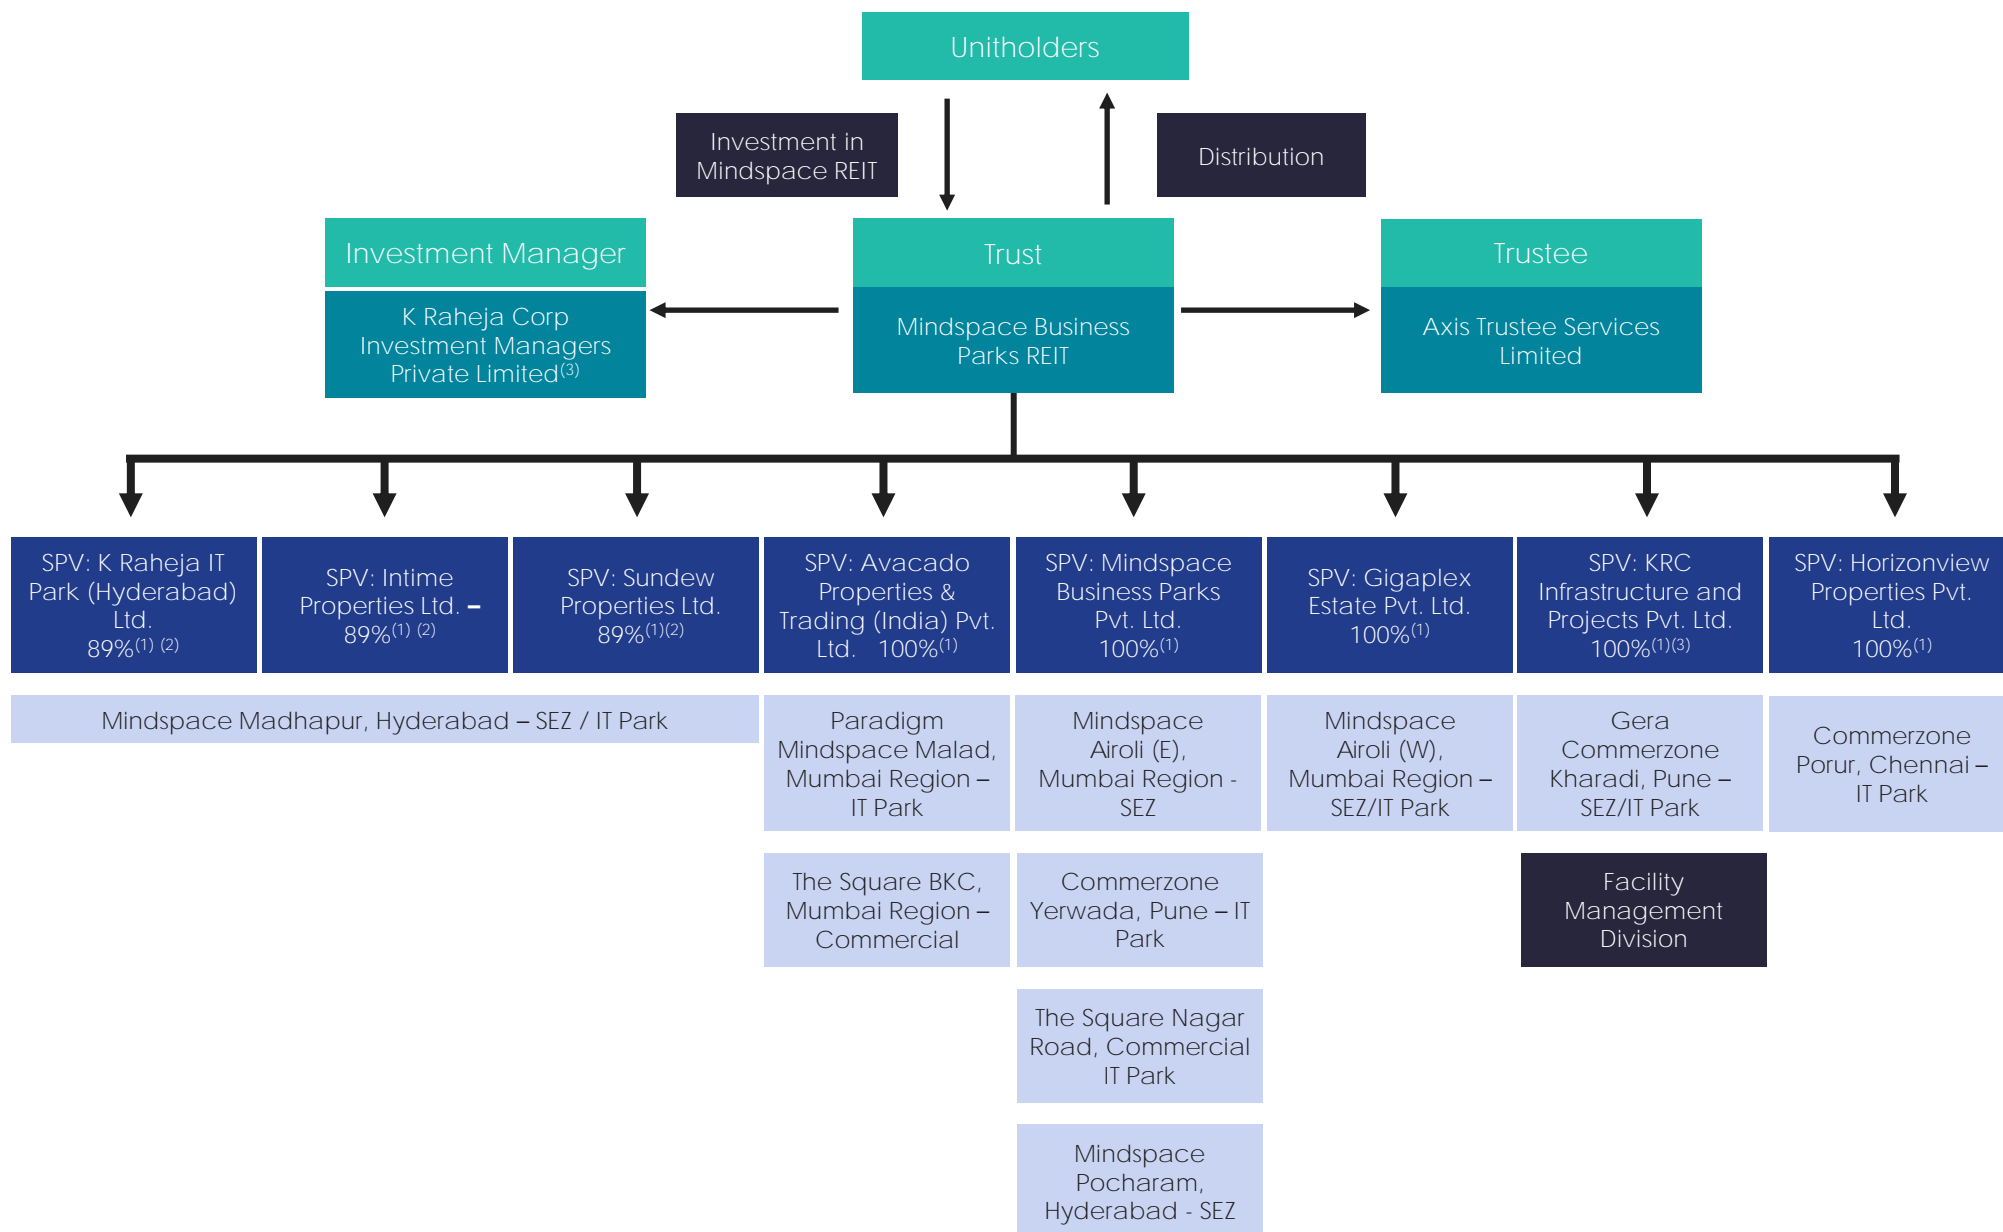 Unitholders
Investment in
Mindspace REIT
Distribution
Investment Manager
K Raheja Corp
Investment Managers
Private Limited(3)
Trust
Mindspace Business
Parks REIT
Trustee
Axis Trustee Services
Limited
SPV: K Raheja IT
Park (Hyderabad)
Ltd.
89%(1) (2)
SPV: Intime
Properties Ltd. –
89%(1) (2)
SPV: Sundew
Properties Ltd.
89%(1)(2)
SPV: Avacado
Properties &
Trading (India) Pvt.
Ltd. 100%(1)
SPV: Mindspace
Business Parks
Pvt. Ltd.
100%(1)
SPV: Gigaplex
Estate Pvt. Ltd.
100%(1)
SPV: KRC
Infrastructure and
Projects Pvt. Ltd.
100%(1)(3)
SPV: Horizonview
Properties Pvt.
Ltd.
100%(1)
Mindspace Madhapur, Hyderabad – SEZ / IT Park
Paradigm
Mindspace Malad,
Mumbai Region –
IT Park
Mindspace
Airoli (E),
Mumbai Region -
SEZ
Mindspace
Airoli (W),
Mumbai Region –
SEZ/IT Park
Gera
Commerzone
Kharadi, Pune –
SEZ/IT Park
Commerzone
Porur, Chennai –
IT Park
The Square BKC,
Mumbai Region –
Commercial
Commerzone
Yerwada, Pune – IT
Park
Facility
Management
Division
The Square Nagar
Road, Commercial
IT Park
Mindspace
Pocharam,
Hyderabad - SEZ